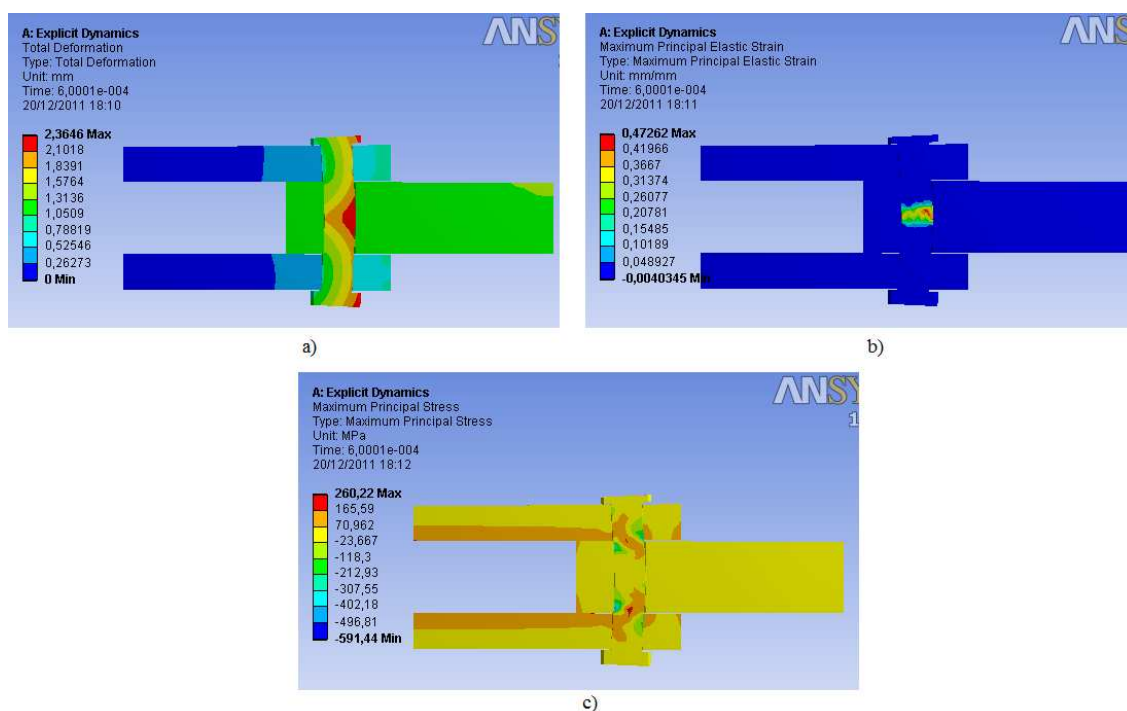 A: Explicit Dynamics
Total Deformation
Type: Total Deformation
Unit: mm
Time: 6,0001e-004
20/12/2011 18:10
2,3646 Max
2,1018
1,8391
1,5764
1,3136
1,0509
0,78819
0,52546
0,26273
0 Min
ANS
a)
A: Explicit Dynamics
Maximum Principal Elastic Strain
Type: Maximum Principal Elastic Strain
Unit: mm/mm
Time: 6,0001e-004
20/12/2011 18:11
0,47262 Max
0,41966
0,3667
0,31374
0,26077
0,20781
0,15485
0,10189
0,048927
-0,0040345 Min
ANS
b)
A: Explicit Dynamics
Maximum Principal Stress
Type: Maximum Principal Stress
Unit: MPa
Time: 6,0001e-004
20/12/2011 18:12
260,22 Max
165,59
70,962
-23,667
-118,3
-212,93
-307,55
-402,18
-496,81
-591,44 Min
ANSY
1
c)